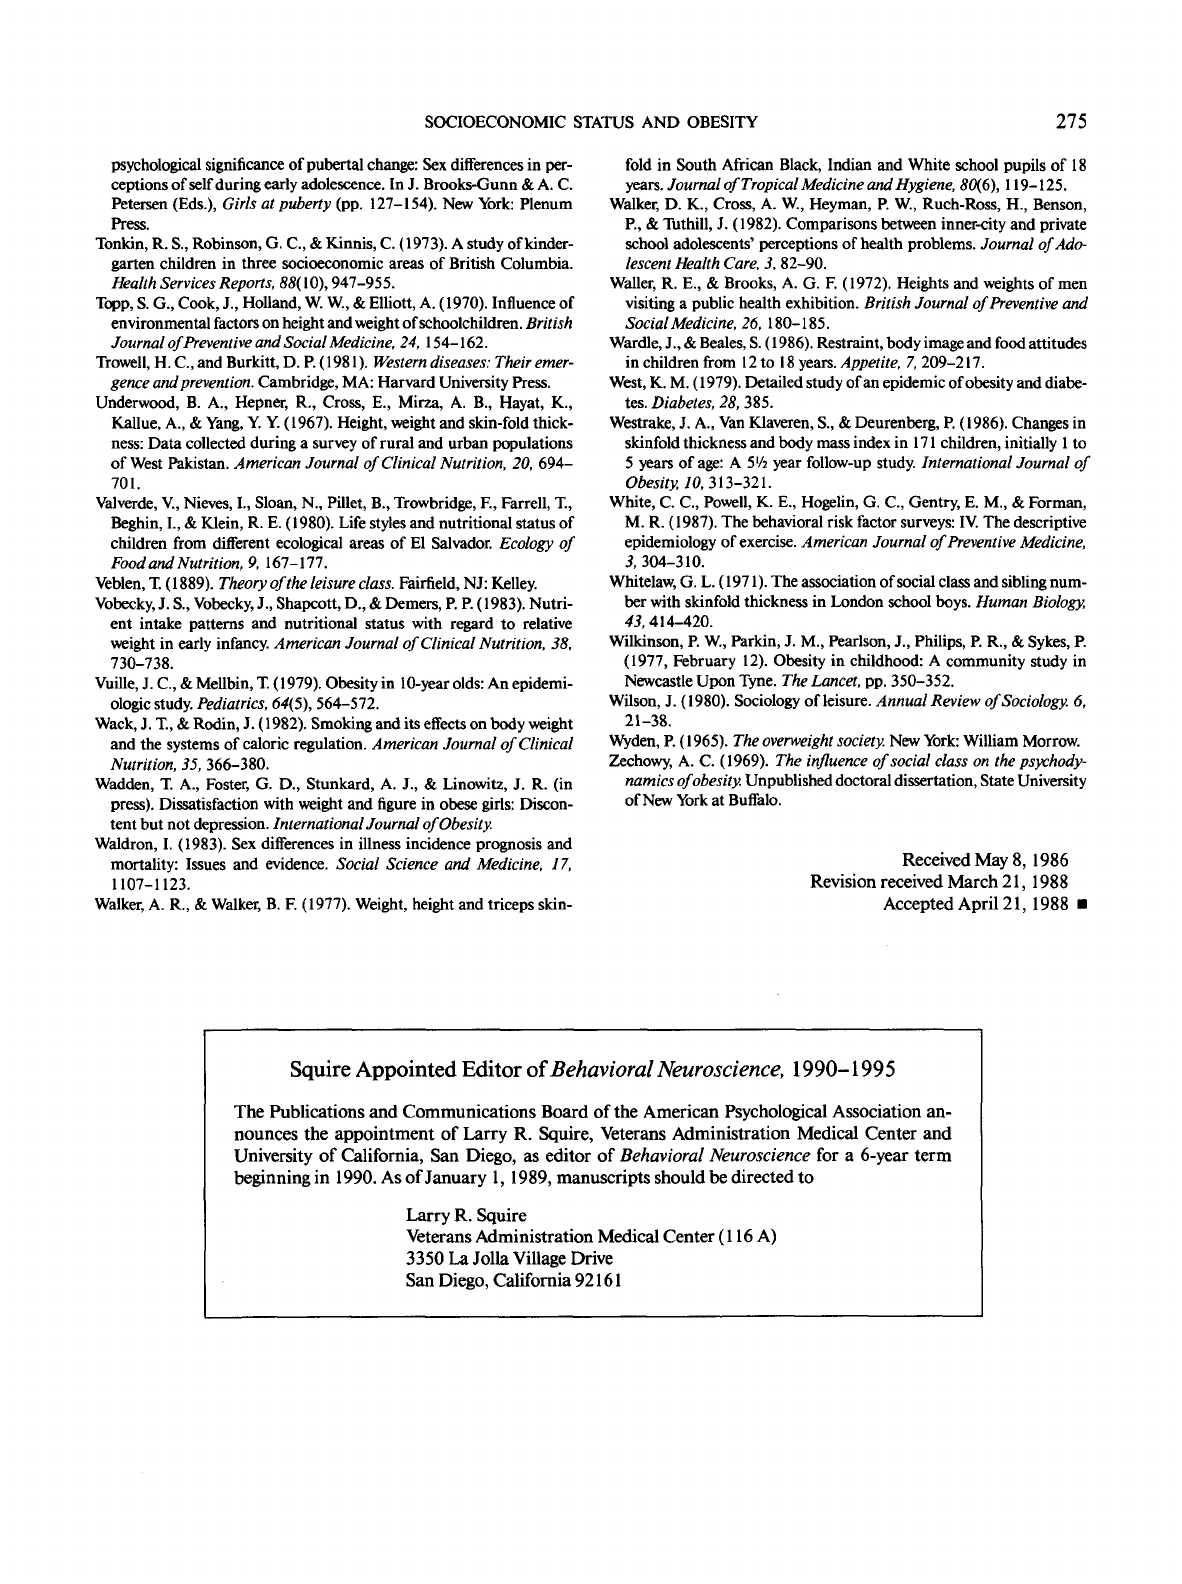 SOCIOECONOMIC STATUS AND OBESITY
275
psychological significance of pubertal change: Sex differences in per-
ceptions of self during early adolescence. In J. Brooks-Gunn & A. C.
Petersen (Eds.), Girls at puberty (pp. 127–154). New York: Plenum
Press.
Tonkin, R. S., Robinson, G. C., & Kinnis, C. (1973). A study of kinder-
garten children in three socioeconomic areas of British Columbia.
Health Services Reports, 88(10), 947–955.
Topp, S. G., Cook, J., Holland, W. W., & Elliott, A. (1970). Influence of
environmental factors on height and weight of schoolchildren. British
Journal of Preventive and Social Medicine, 24, 154–162.
Trowell, H. C., and Burkitt, D. P. (1981). Western diseases: Their emer-
gence and prevention. Cambridge, MA: Harvard University Press.
Underwood, B. A., Hepner, R., Cross, E., Mirza, A. B., Hayat, K.,
Kallue, A., & Yang, Y. Y. (1967). Height, weight and skin-fold thick-
ness: Data collected during a survey of rural and urban populations
of West Pakistan. American Journal of Clinical Nutrition, 20, 694–
701.
Valverde, V., Nieves, I., Sloan, N., Pillet, B., Trowbridge, F., Farrell, T.,
Beghin, I., & Klein, R. E. (1980). Life styles and nutritional status of
children from different ecological areas of El Salvador. Ecology of
Food and Nutrition, 9, 167–177.
Veblen, T. (1889). Theory of the leisure class. Fairfield, NJ: Kelley.
Vobecky, J. S., Vobecky, J., Shapcott, D., & Demers, P. P. (1983). Nutri-
ent intake patterns and nutritional status with regard to relative
weight in early infancy. American Journal of Clinical Nutrition, 38,
730–738.
Vuille, J. C., & Mellbin, T. (1979). Obesity in 10-year olds: An epidemi-
ologic study. Pediatrics, 64(5), 564–572.
Wack, J. T., & Rodin, J. (1982). Smoking and its effects on body weight
and the systems of caloric regulation. American Journal of Clinical
Nutrition, 35, 366–380.
Wadden, T. A., Foster, G. D., Stunkard, A. J., & Linowitz, J. R. (in
press). Dissatisfaction with weight and figure in obese girls: Discon-
tent but not depression. International Journal of Obesity.
Waldron, I. (1983). Sex differences in illness incidence prognosis and
mortality: Issues and evidence. Social Science and Medicine, 17,
1107–1123.
Walker, A. R., & Walker, B. F. (1977). Weight, height and triceps skin-
fold in South African Black, Indian and White school pupils of 18
years. Journal of Tropical Medicine and Hygiene, 80(6), 119–125.
Walker, D. K., Cross, A. W., Heyman, P. W., Ruch-Ross, H., Benson,
P., & Tuthill, J. (1982). Comparisons between inner-city and private
school adolescents' perceptions of health problems. Journal of Ado-
lescent Health Care, 3, 82–90.
Waller, R. E., & Brooks, A. G. F. (1972). Heights and weights of men
visiting a public health exhibition. British Journal of Preventive and
Social Medicine, 26, 180–185.
Wardle, J., & Beales, S. (1986). Restraint, body image and food attitudes
in children from 12 to 18 years. Appetite, 7, 209–217.
West, K. M. (1979). Detailed study of an epidemic of obesity and diabe-
tes. Diabetes, 28, 385.
Westrake, J. A., Van Klaveren, S., & Deurenberg, P. (1986). Changes in
skinfold thickness and body mass index in 171 children, initially 1 to
5 years of age: A 5½ year follow-up study. International Journal of
Obesity, 10, 313–321.
White, C. C., Powell, K. E., Hogelin, G. C., Gentry, E. M., & Forman,
M. R. (1987). The behavioral risk factor surveys: IV. The descriptive
epidemiology of exercise. American Journal of Preventive Medicine,
3, 304–310.
Whitelaw, G. L. (1971). The association of social class and sibling num-
ber with skinfold thickness in London school boys. Human Biology,
43, 414–420.
Wilkinson, P. W., Parkin, J. M., Pearlson, J., Philips, P. R., & Sykes, P.
(1977, February 12). Obesity in childhood: A community study in
Newcastle Upon Tyne. The Lancet, pp. 350–352.
Wilson, J. (1980). Sociology of leisure. Annual Review of Sociology. 6,
21–38.
Wyden, P. (1965). The overweight society. New York: William Morrow.
Zechowy, A. C. (1969). The influence of social class on the psychody-
namics of obesity. Unpublished doctoral dissertation, State University
of New York at Buffalo.
Received May 8, 1986
Revision received March 21, 1988
Accepted April 21, 1988 ■
Squire Appointed Editor of Behavioral Neuroscience, 1990–1995
The Publications and Communications Board of the American Psychological Association an-
nounces the appointment of Larry R. Squire, Veterans Administration Medical Center and
University of California, San Diego, as editor of Behavioral Neuroscience for a 6-year term
beginning in 1990. As of January 1, 1989, manuscripts should be directed to
Larry R. Squire
Veterans Administration Medical Center (116 A)
3350 La Jolla Village Drive
San Diego, California 92161